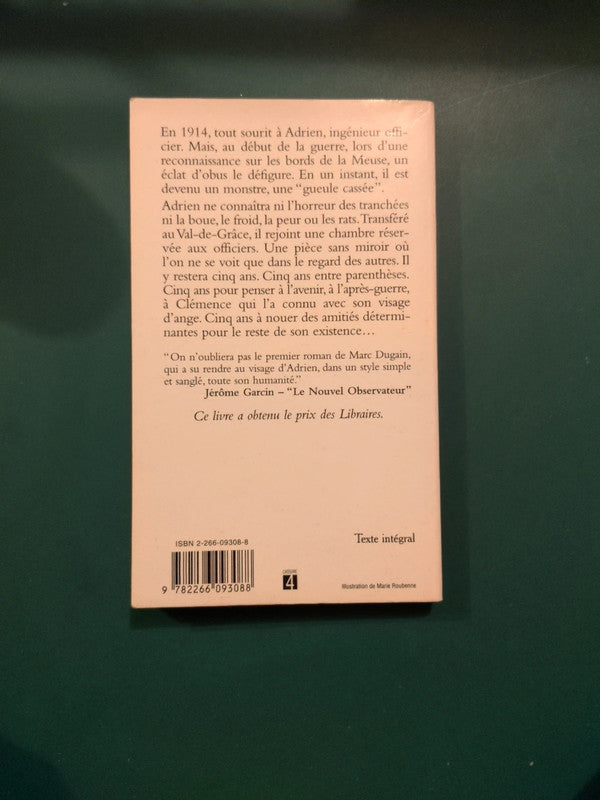 En 1914, tout sourit à Adrien, ingénieur offi-
cier. Mais, au début de la guerre, lors d'une
reconnaissance sur les bords de la Meuse, un
éclat d'obus le défigure. En un instant, il est
devenu un monstre, une "gueule cassée".
Adrien ne connaîtra ni l'horreur des tranchées
ni la boue, le froid, la peur ou les rats. Transféré
au Val-de-Grâce, il rejoint une chambre réser-
vée aux officiers. Une pièce sans miroir où
l'on ne se voit que dans le regard des autres. Il
y restera cinq ans. Cinq ans entre parenthèses.
Cinq ans pour penser à l'avenir, à l'après-guerre,
à Clémence qui l'a connu avec son visage
d'ange. Cinq ans à nouer des amitiés détermi-
nantes pour le reste de son existence…
"On n'oubliera pas le premier roman de Marc Dugain,
qui a su rendre au visage d'Adrien, dans un style simple
et sanglé, toute son humanité."
Jérôme Garcin – "Le Nouvel Observateur"
Ce livre a obtenu le prix des Libraires.
ISBN 2-266-09308-8
Texte intégral
9 782266 093088
CATÉGORIE
4
Illustration de Marie Roubenne